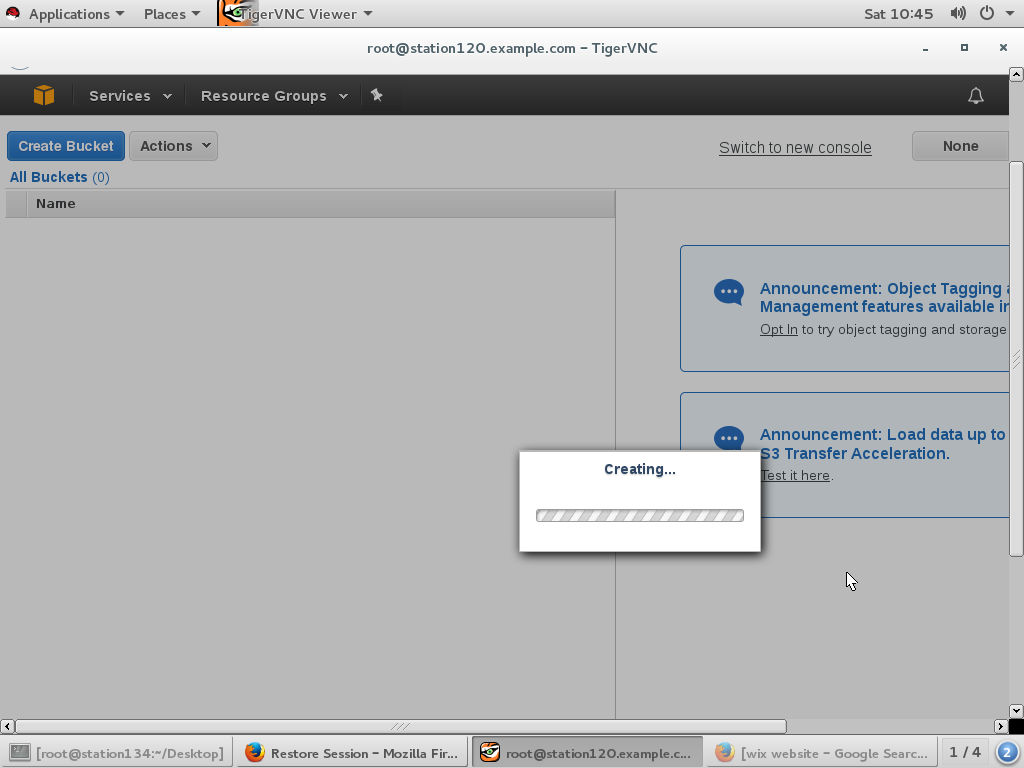 Applications Places TigerVNC Viewer Sat 10:45
root@station120.example.com - TigerVNC
Services Resource Groups
Create Bucket Actions Switch to new console None
All Buckets (0)
Name
Announcement: Object Tagging
Management features available in
Opt In to try object tagging and storage
Announcement: Load data up to
S3 Transfer Acceleration.
Test it here.
Creating...
[root@station134:~/Desktop] Restore Session - Mozilla Fir... root@station120.example.c... [wix website - Google Searc... 1 / 4 2